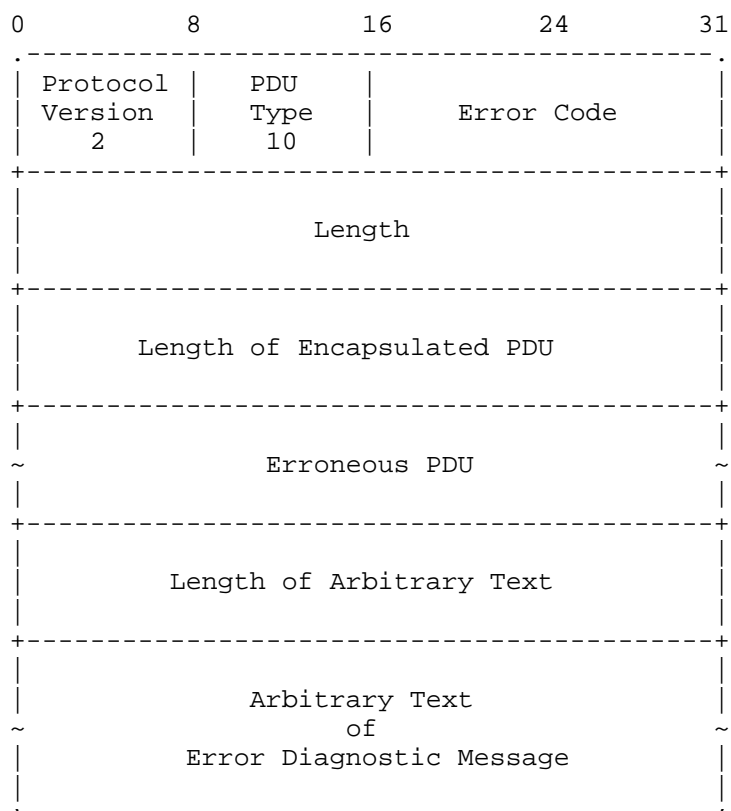 0          8           16         24        31
.-------------------------------------------.
| Protocol |   PDU    |                     |
| Version  |   Type   |     Error Code      |
|    2     |    10    |                     |
+-------------------------------------------+
|                                           |
|                  Length                   |
|                                           |
+-------------------------------------------+
|                                           |
|       Length of Encapsulated PDU          |
|                                           |
+-------------------------------------------+
|                                           |
~               Erroneous PDU               ~
|                                           |
+-------------------------------------------+
|                                           |
|         Length of Arbitrary Text          |
|                                           |
+-------------------------------------------+
|                                           |
|              Arbitrary Text               |
~                    of                     ~
|          Error Diagnostic Message         |
|                                           |
.                                           .